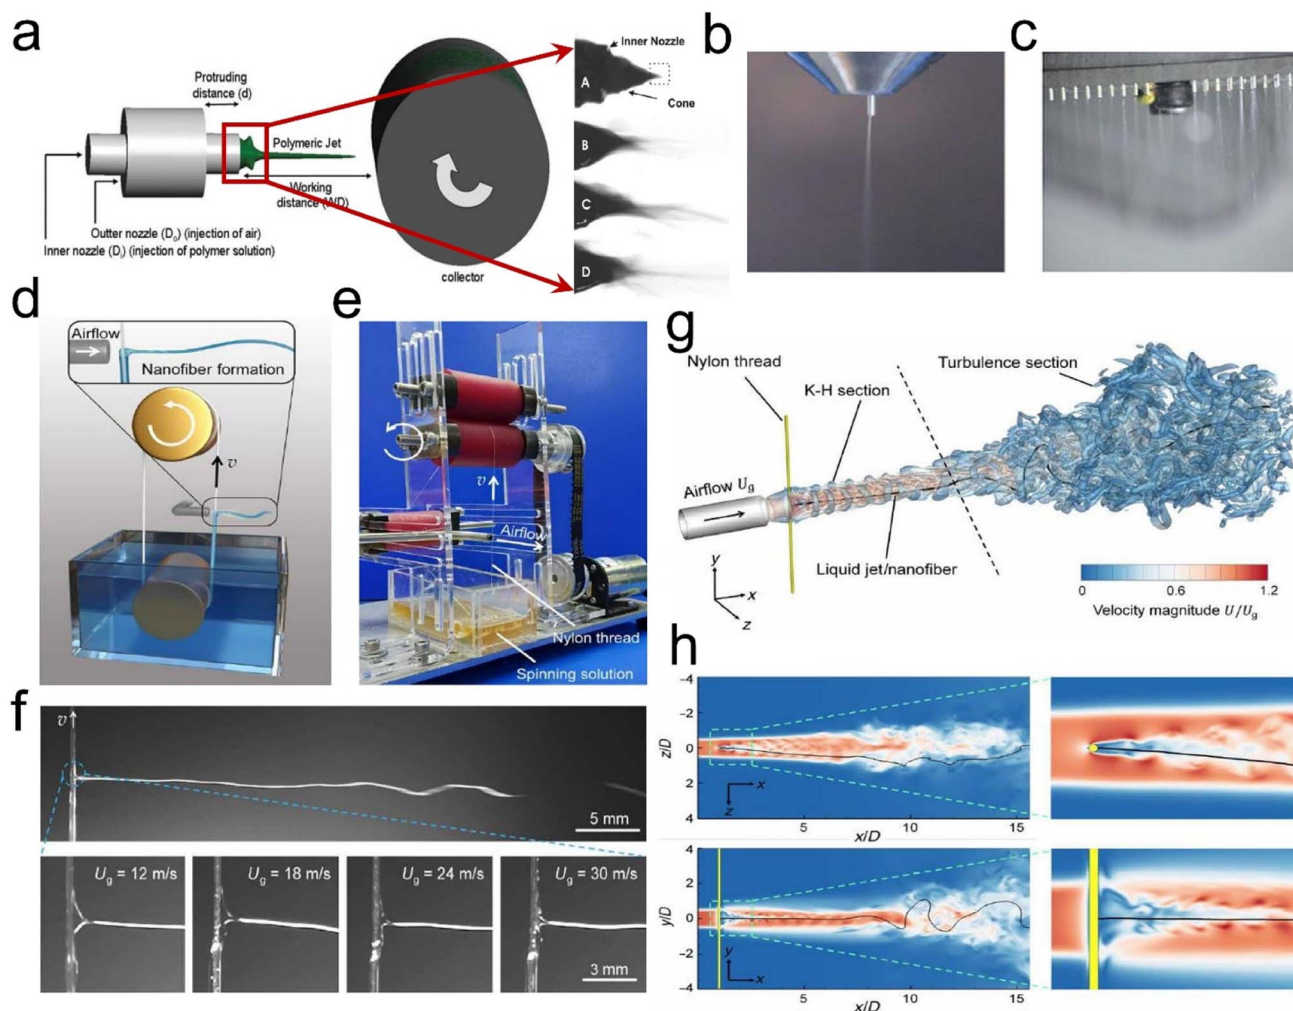 a
Protruding
distance (d)
Polymeric Jet
Working
distance (WD)
Outter nozzle (Dₒ) (injection of air)
Inner nozzle (Dᵢ) (injection of polymer solution)
collector
Inner Nozzle
A
Cone
B
C
D
b
c
d
Airflow
Nanofiber formation
v
e
v
Airflow
Nylon thread
Spinning solution
f
v
5 mm
U_g = 12 m/s
U_g = 18 m/s
U_g = 24 m/s
U_g = 30 m/s
3 mm
g
Nylon thread
K-H section
Turbulence section
Airflow U_g
Liquid jet/nanofiber
y
x
z
0 0.6 1.2
Velocity magnitude U/U_g
h
z/D
-4
-2
0
2
4
x
z
5 10 15
x/D
y/D
4
2
0
-2
-4
y
x
5 10 15
x/D